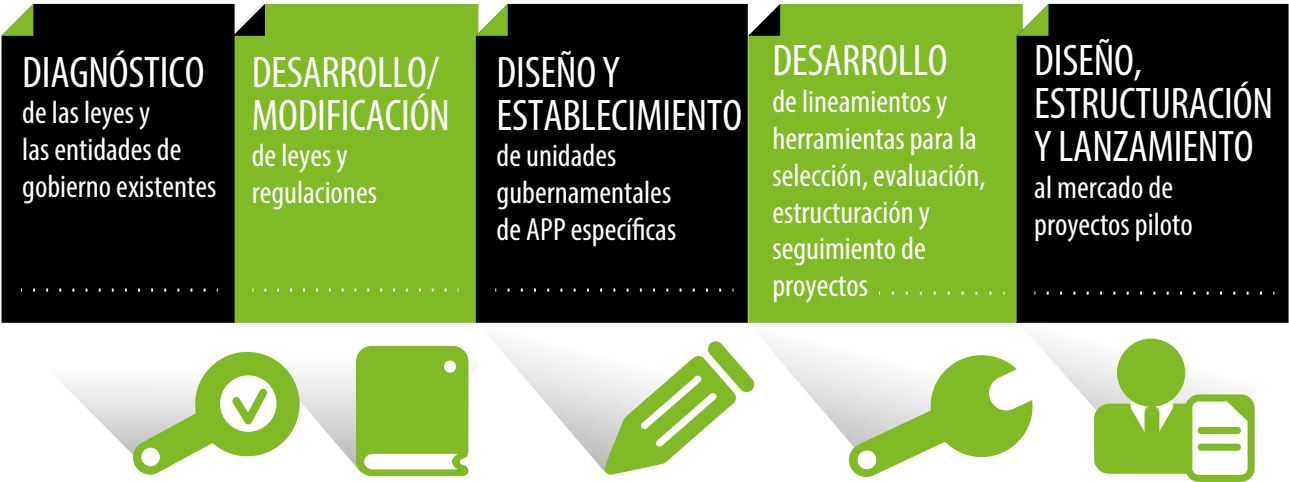 DIAGNÓSTICO
de las leyes y
las entidades de
gobierno existentes
DESARROLLO/
MODIFICACIÓN
de leyes y
regulaciones
DISEÑO Y
ESTABLECIMIENTO
de unidades
gubernamentales
de APP específicas
DESARROLLO
de lineamientos y
herramientas para la
selección, evaluación,
estructuración y
seguimiento de
proyectos
DISEÑO,
ESTRUCTURACIÓN
Y LANZAMIENTO
al mercado de
proyectos piloto